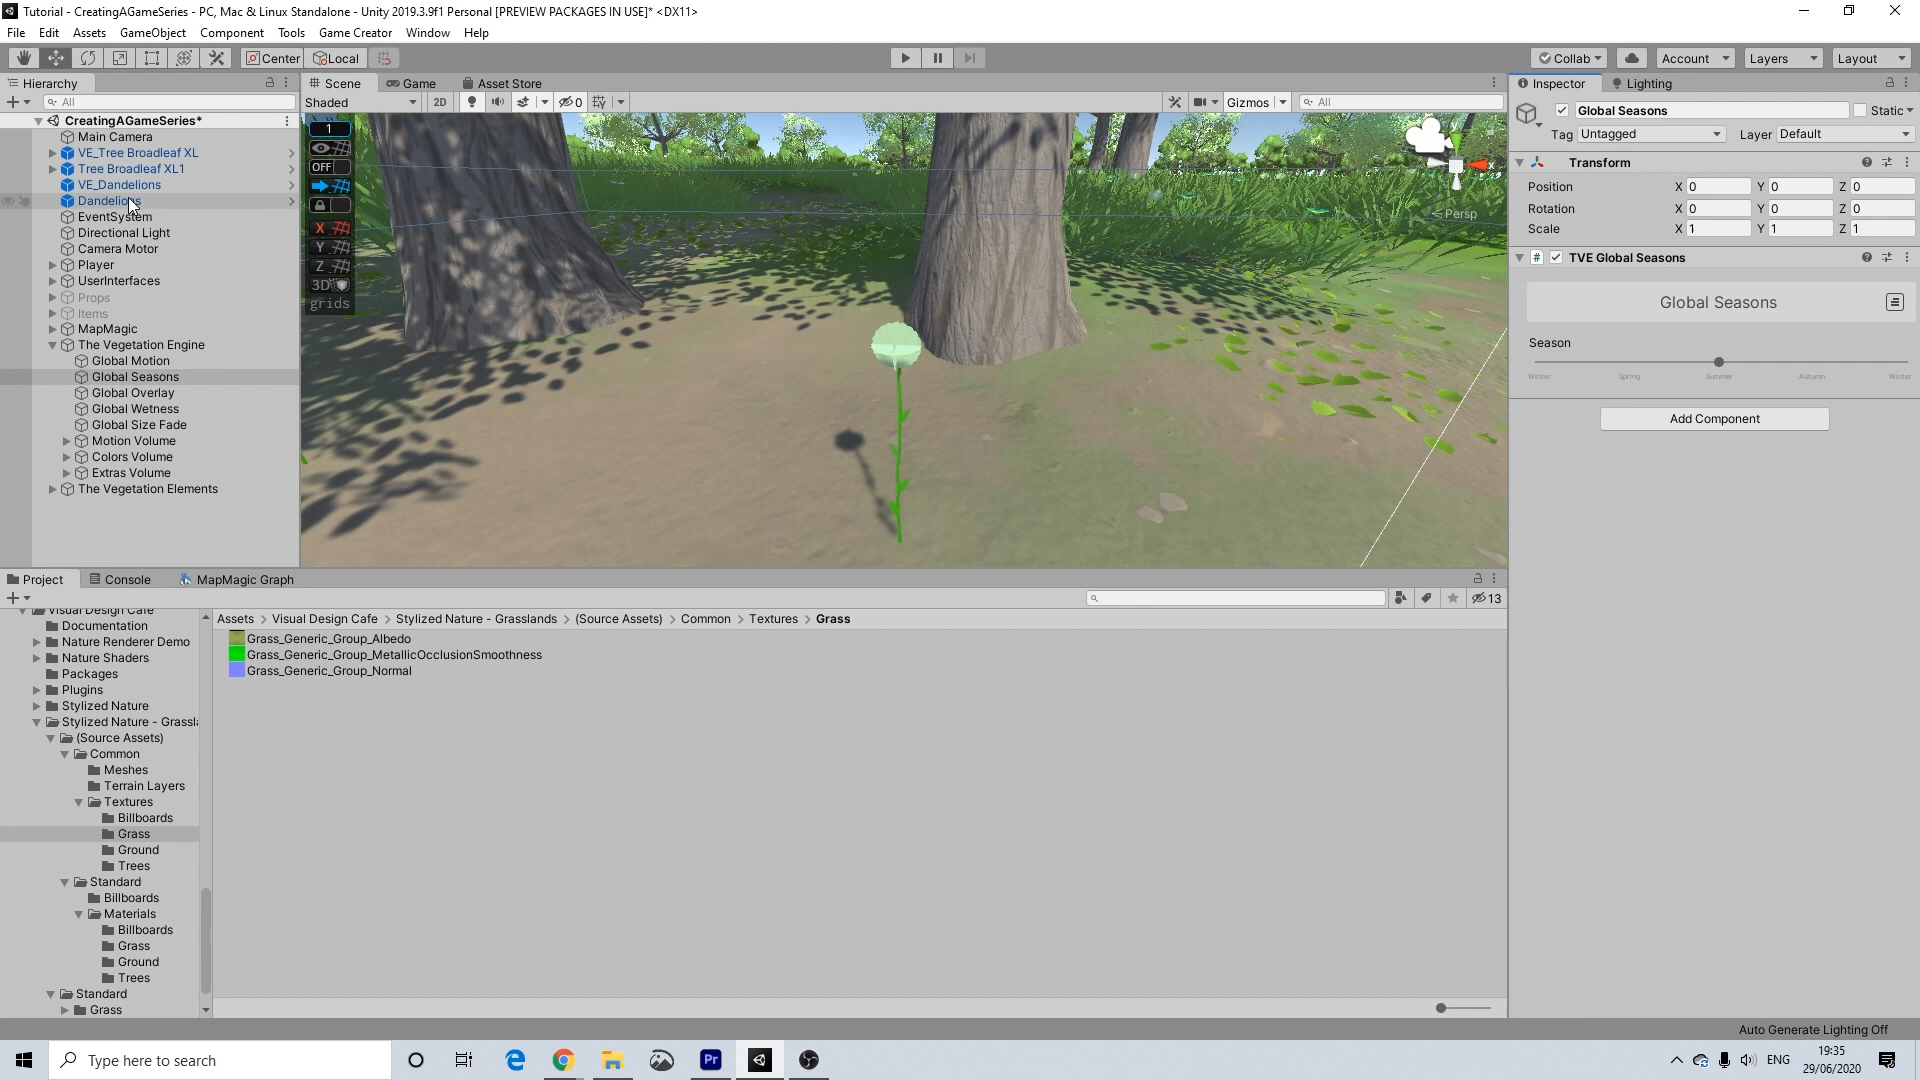 Tutorial - CreatingAGameSeries - PC, Mac & Linux Standalone - Unity 2019.3.9f1 Personal [PREVIEW PACKAGES IN USE]* <DX11>
File Edit Assets GameObject Component Tools Game Creator Window Help
Center Local Collab Account Layers Layout
Hierarchy
All
CreatingAGameSeries*
Main Camera
VE_Tree Broadleaf XL
Tree Broadleaf XL1
VE_Dandelions
Dandelions
EventSystem
Directional Light
Camera Motor
Player
UserInterfaces
Props
Items
MapMagic
The Vegetation Engine
Global Motion
Global Seasons
Global Overlay
Global Wetness
Global Size Fade
Motion Volume
Colors Volume
Extras Volume
The Vegetation Elements
Scene Game Asset Store
Shaded 2D 0 Gizmos All
1
OFF
X
Y
Z
3D
grids
y
x
Persp
Inspector Lighting
Global Seasons Static
Tag Untagged Layer Default
Transform
Position X 0 Y 0 Z 0
Rotation X 0 Y 0 Z 0
Scale X 1 Y 1 Z 1
TVE Global Seasons
Global Seasons
Season
Winter Spring Summer Autumn Winter
Add Component
Project Console MapMagic Graph
13
Visual Design Cafe
Documentation
Nature Renderer Demo
Nature Shaders
Packages
Plugins
Stylized Nature
Stylized Nature - Grassla
(Source Assets)
Common
Meshes
Terrain Layers
Textures
Billboards
Grass
Ground
Trees
Standard
Billboards
Materials
Billboards
Grass
Ground
Trees
Standard
Grass
Assets > Visual Design Cafe > Stylized Nature - Grasslands > (Source Assets) > Common > Textures > Grass
Grass_Generic_Group_Albedo
Grass_Generic_Group_MetallicOcclusionSmoothness
Grass_Generic_Group_Normal
Auto Generate Lighting Off
Type here to search
Pr
ENG
19:35
29/06/2020